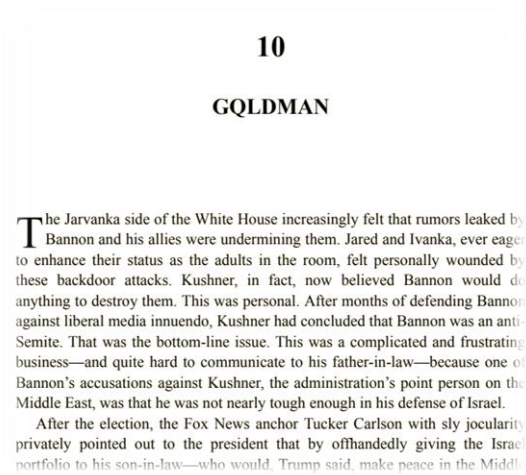 10
GQLDMAN
The Jarvanka side of the White House increasingly felt that rumors leaked by
Bannon and his allies were undermining them. Jared and Ivanka, ever eager
to enhance their status as the adults in the room, felt personally wounded by
these backdoor attacks. Kushner, in fact, now believed Bannon would do
anything to destroy them. This was personal. After months of defending Bannon
against liberal media innuendo, Kushner had concluded that Bannon was an anti-
Semite. That was the bottom-line issue. This was a complicated and frustrating
business—and quite hard to communicate to his father-in-law—because one of
Bannon’s accusations against Kushner, the administration’s point person on the
Middle East, was that he was not nearly tough enough in his defense of Israel.
After the election, the Fox News anchor Tucker Carlson with sly jocularity
privately pointed out to the president that by offhandedly giving the Israel
portfolio to his son-in-law—who would, Trump said, make peace in the Middl